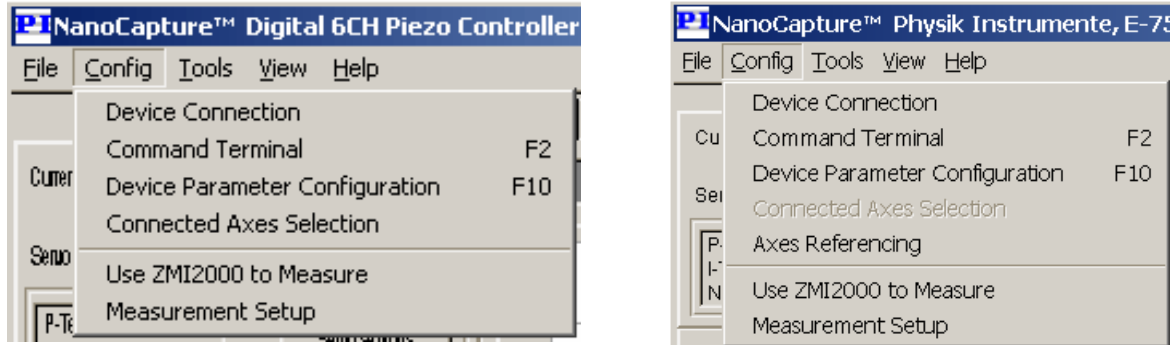 PI NanoCapture™ Digital 6CH Piezo Controller
File Config Tools View Help
Device Connection
Command Terminal F2
Device Parameter Configuration F10
Connected Axes Selection
Use ZMI2000 to Measure
Measurement Setup
PI NanoCapture™ Physik Instrumente, E-75
File Config Tools View Help
Device Connection
Cu
Command Terminal F2
Device Parameter Configuration F10
Connected Axes Selection
Axes Referencing
Use ZMI2000 to Measure
Measurement Setup